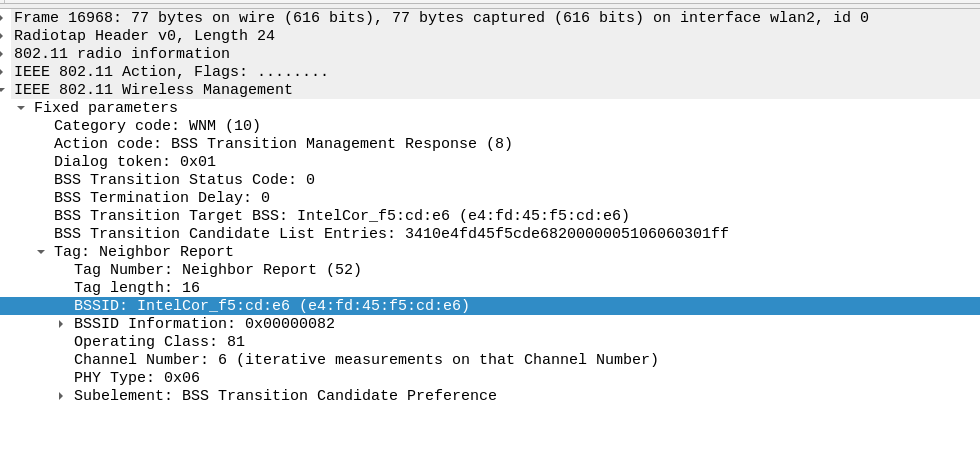 Frame 16968: 77 bytes on wire (616 bits), 77 bytes captured (616 bits) on interface wlan2, id 0
Radiotap Header v0, Length 24
802.11 radio information
IEEE 802.11 Action, Flags: ........
IEEE 802.11 Wireless Management
Fixed parameters
Category code: WNM (10)
Action code: BSS Transition Management Response (8)
Dialog token: 0x01
BSS Transition Status Code: 0
BSS Termination Delay: 0
BSS Transition Target BSS: IntelCor_f5:cd:e6 (e4:fd:45:f5:cd:e6)
BSS Transition Candidate List Entries: 3410e4fd45f5cde6820000005106060301ff
Tag: Neighbor Report
Tag Number: Neighbor Report (52)
Tag length: 16
BSSID: IntelCor_f5:cd:e6 (e4:fd:45:f5:cd:e6)
BSSID Information: 0x00000082
Operating Class: 81
Channel Number: 6 (iterative measurements on that Channel Number)
PHY Type: 0x06
Subelement: BSS Transition Candidate Preference